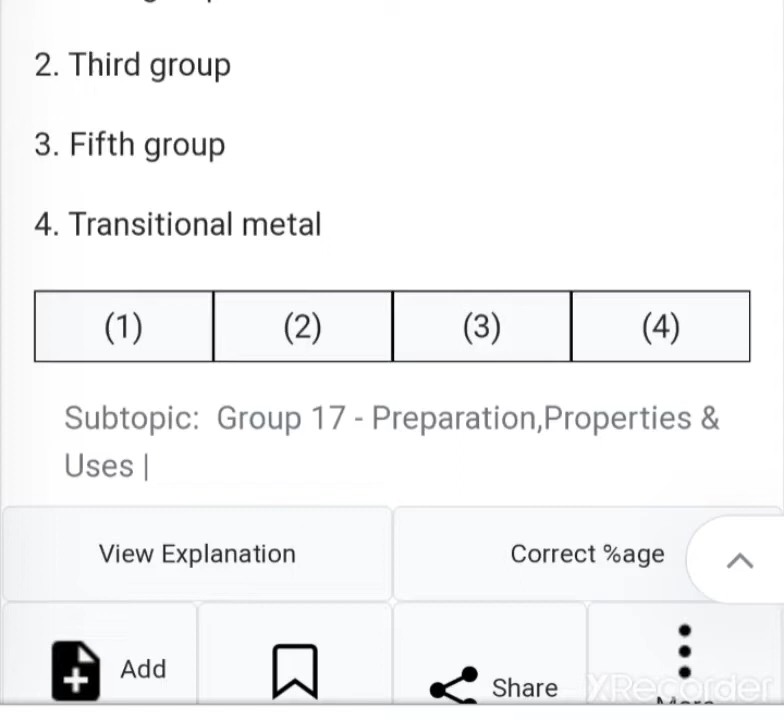 2. Third group
3. Fifth group
4. Transitional metal
(1) (2) (3) (4)
Subtopic: Group 17 - Preparation,Properties &
Uses |
View Explanation Correct %age
Add Share XRecorder